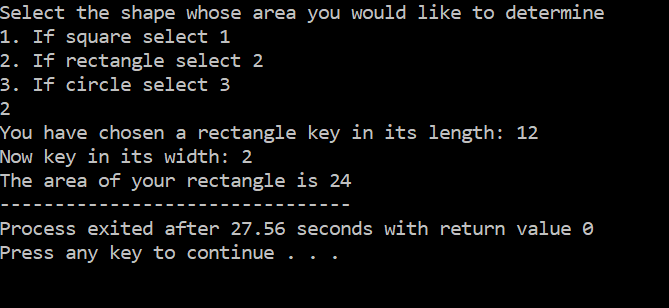 Select the shape whose area you would like to determine
1. If square select 1
2. If rectangle select 2
3. If circle select 3
2
You have chosen a rectangle key in its length: 12
Now key in its width: 2
The area of your rectangle is 24
--------------------------------
Process exited after 27.56 seconds with return value 0
Press any key to continue . . .